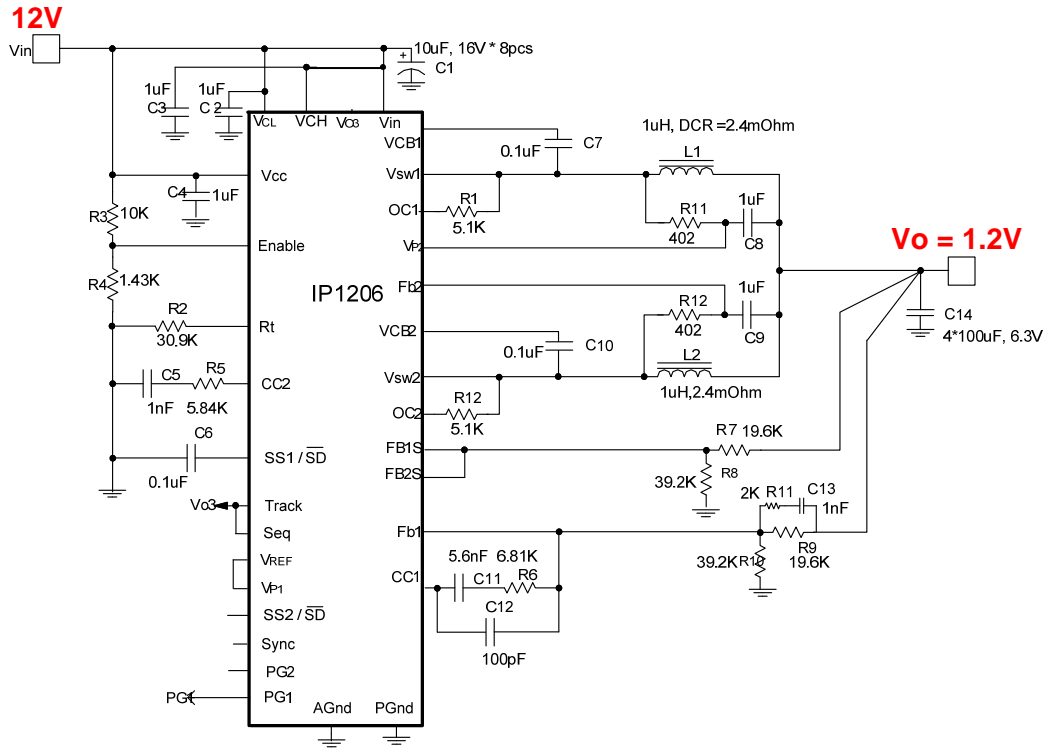 12V
Vin
10uF, 16V * 8pcs
C1
1uF
C3
1uF
C2
VCL
VCH
VO3
Vin
VCB1
0.1uF
C7
1uH, DCR =2.4mOhm
L1
Vcc
Vsw1
C4
1uF
R3
10K
OC1
R1
5.1K
R11
402
1uF
C8
Enable
VP2
Vo = 1.2V
R4
1.43K
IP1206
Fb2
1uF
R12
402
C9
C14
4*100uF, 6.3V
R2
30.9K
Rt
VCB2
0.1uF
C10
L2
1uH,2.4mOhm
C5
1nF
R5
5.84K
CC2
Vsw2
R12
5.1K
OC2
C6
0.1uF
SS1 / SD
FB1S
FB2S
R7
19.6K
39.2K
R8
Vo3
Track
Seq
2K
R11
C13
1nF
Fb1
R9
19.6K
39.2K
R10
VREF
VP1
5.6nF
6.81K
CC1
C11
R6
C12
100pF
SS2 / SD
Sync
PG2
PG1
PG1
AGnd
PGnd